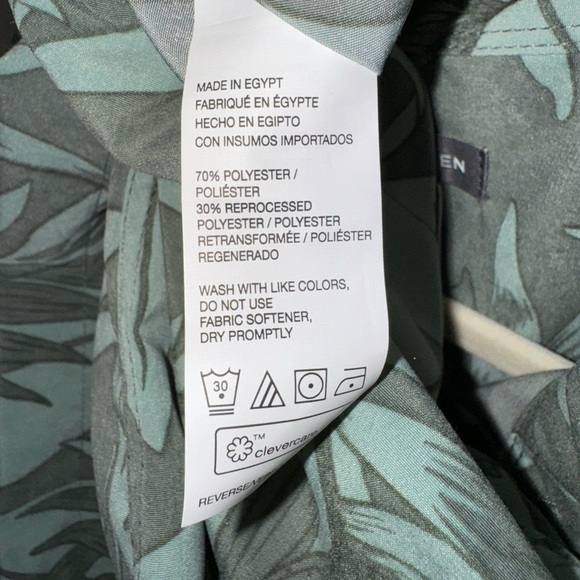 MADE IN EGYPT
FABRIQUÉ EN ÉGYPTE
HECHO EN EGIPTO
CON INSUMOS IMPORTADOS
70% POLYESTER /
POLIÉSTER
30% REPROCESSED
POLYESTER / POLYESTER
RETRANSFORMÉE / POLIÉSTER
REGENERADO
WASH WITH LIKE COLORS,
DO NOT USE
FABRIC SOFTENER,
DRY PROMPTLY
30
TM
clevercare